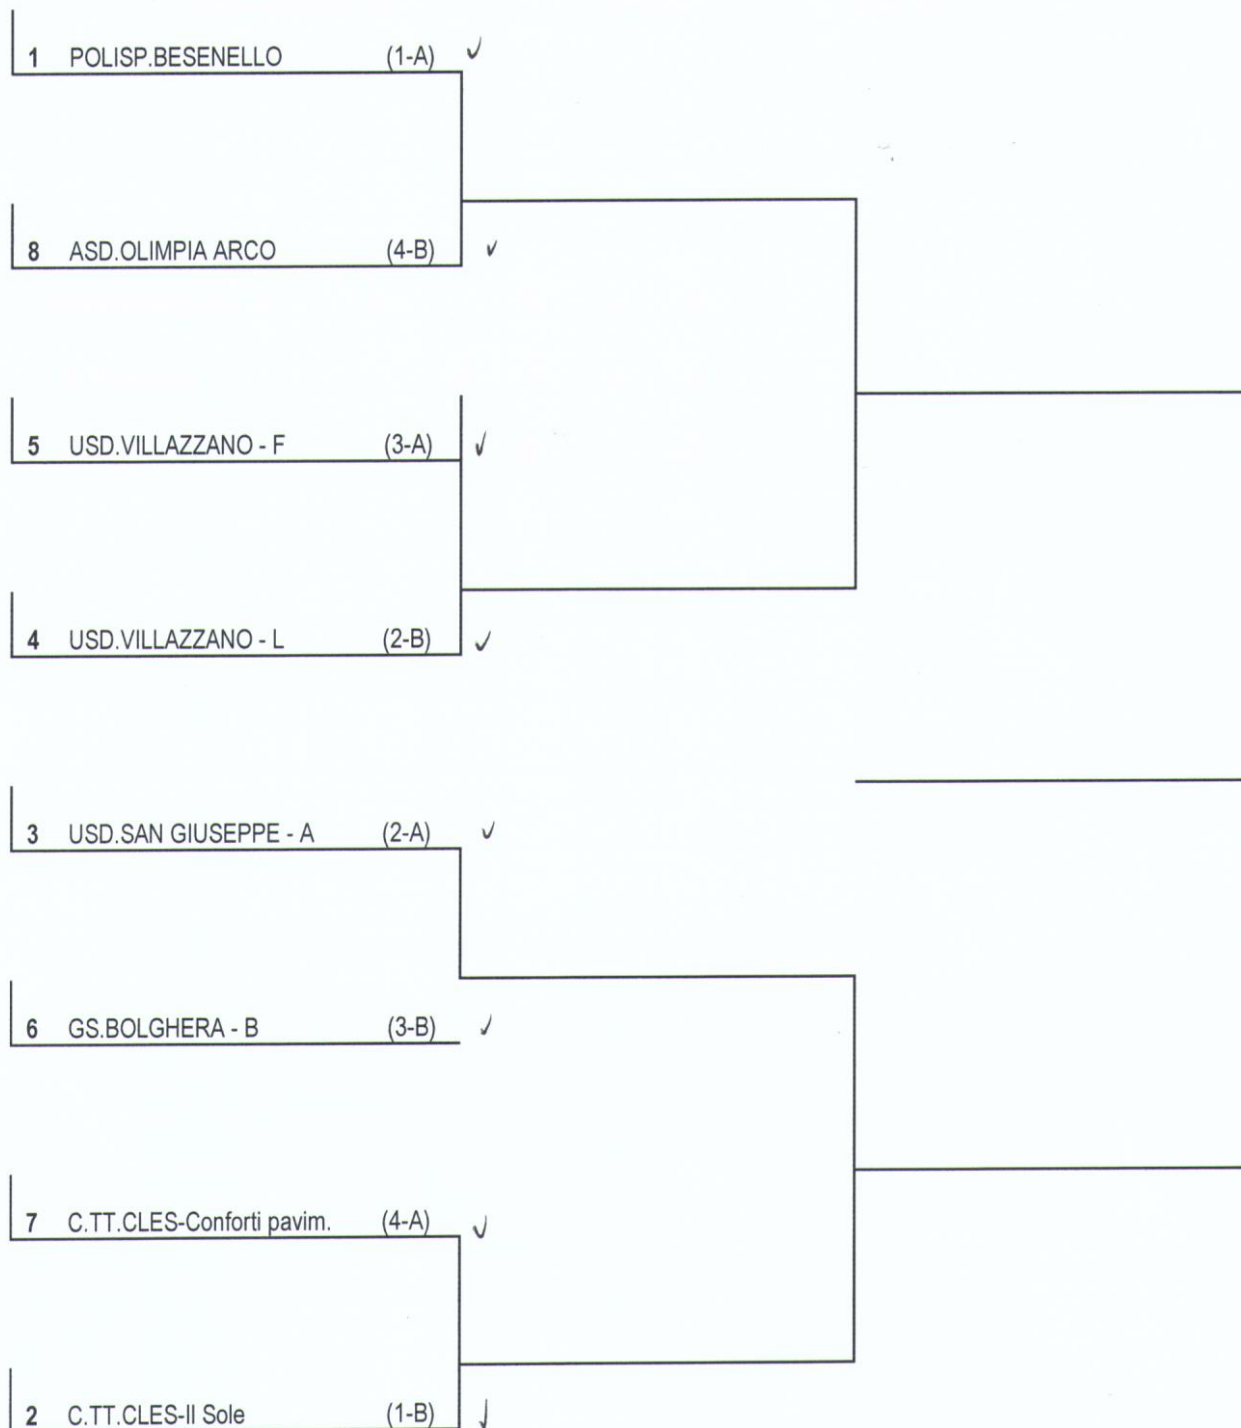 1 POLISP.BESENELLO (1-A) ✓
8 ASD.OLIMPIA ARCO (4-B) ✓
5 USD.VILLAZZANO - F (3-A) ✓
4 USD.VILLAZZANO - L (2-B) ✓
3 USD.SAN GIUSEPPE - A (2-A) ✓
6 GS.BOLGHERA - B (3-B) ✓
7 C.TT.CLES-Conforti pavim. (4-A) ✓
2 C.TT.CLES-Il Sole (1-B) ✓